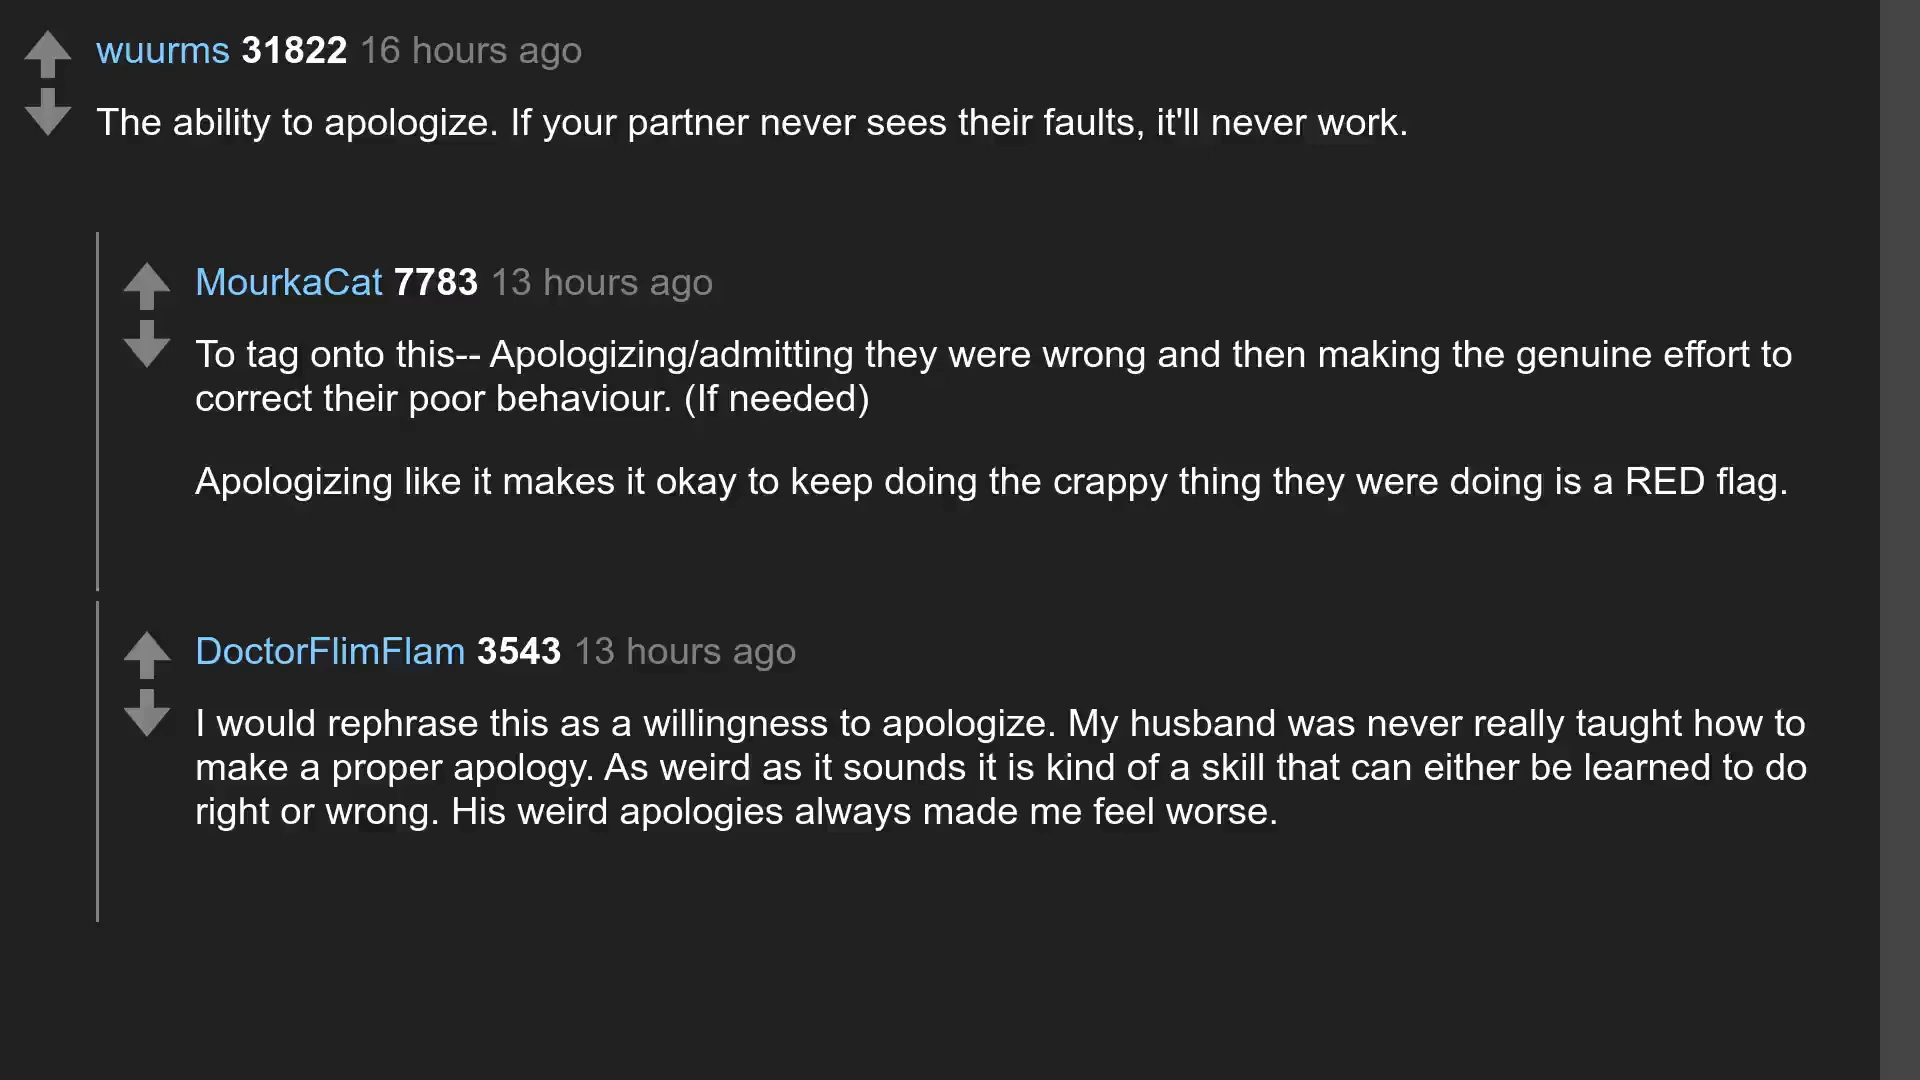 wuurms 31822 16 hours ago
The ability to apologize. If your partner never sees their faults, it'll never work.
MourkaCat 7783 13 hours ago
To tag onto this-- Apologizing/admitting they were wrong and then making the genuine effort to
correct their poor behaviour. (If needed)
Apologizing like it makes it okay to keep doing the crappy thing they were doing is a RED flag.
DoctorFlimFlam 3543 13 hours ago
I would rephrase this as a willingness to apologize. My husband was never really taught how to
make a proper apology. As weird as it sounds it is kind of a skill that can either be learned to do
right or wrong. His weird apologies always made me feel worse.